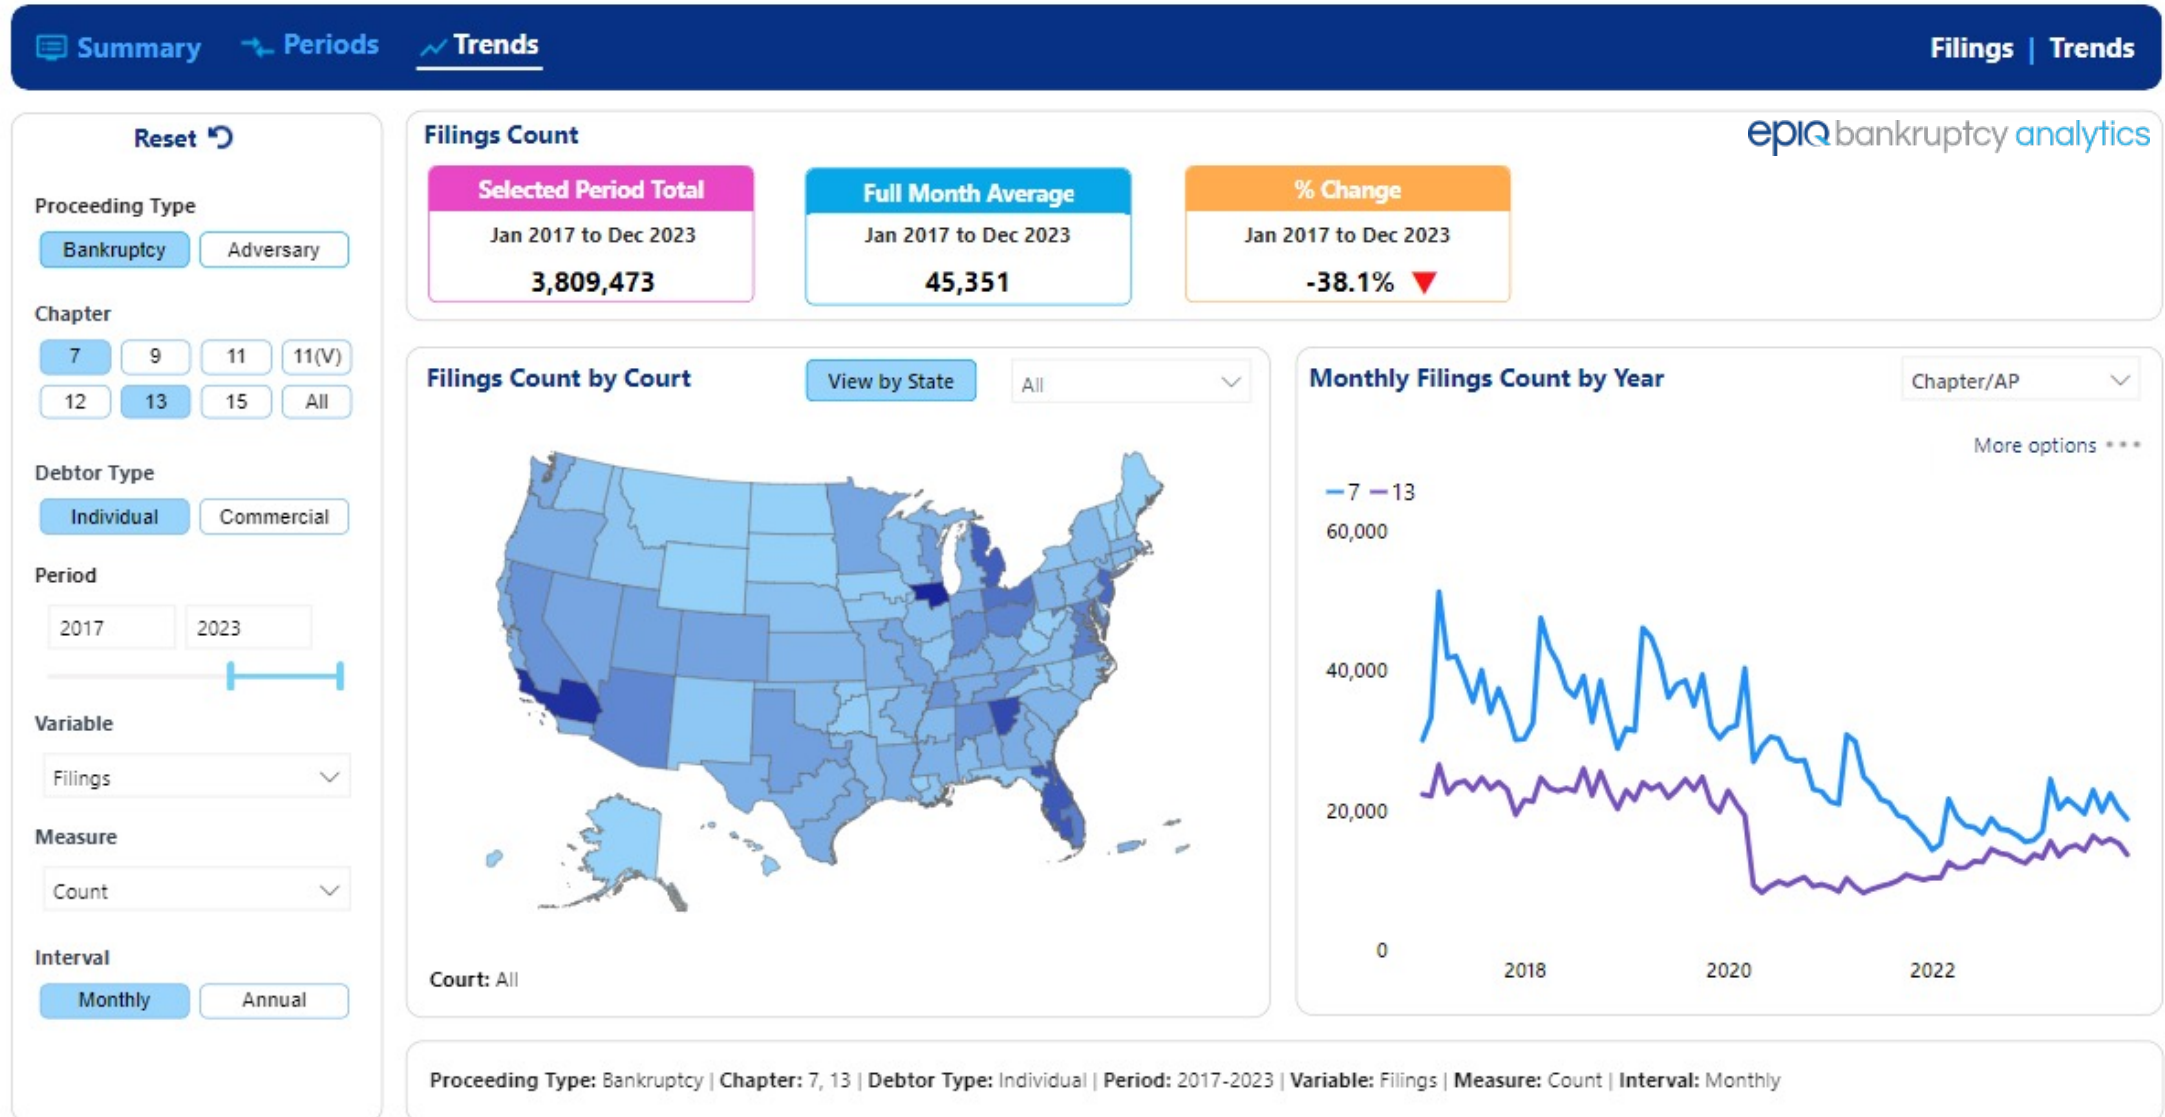 Summary Periods Trends Filings | Trends
Reset
Proceeding Type
Bankruptcy Adversary
Chapter
7 9 11 11(V)
12 13 15 All
Debtor Type
Individual Commercial
Period
2017 2023
Variable
Filings
Measure
Count
Interval
Monthly Annual
Filings Count
epiq bankruptcy analytics
Selected Period Total
Jan 2017 to Dec 2023
3,809,473
Full Month Average
Jan 2017 to Dec 2023
45,351
% Change
Jan 2017 to Dec 2023
-38.1%
Filings Count by Court View by State All
Court: All
Monthly Filings Count by Year Chapter/AP
More options
7 13
60,000
40,000
20,000
0
2018 2020 2022
Proceeding Type: Bankruptcy | Chapter: 7, 13 | Debtor Type: Individual | Period: 2017-2023 | Variable: Filings | Measure: Count | Interval: Monthly